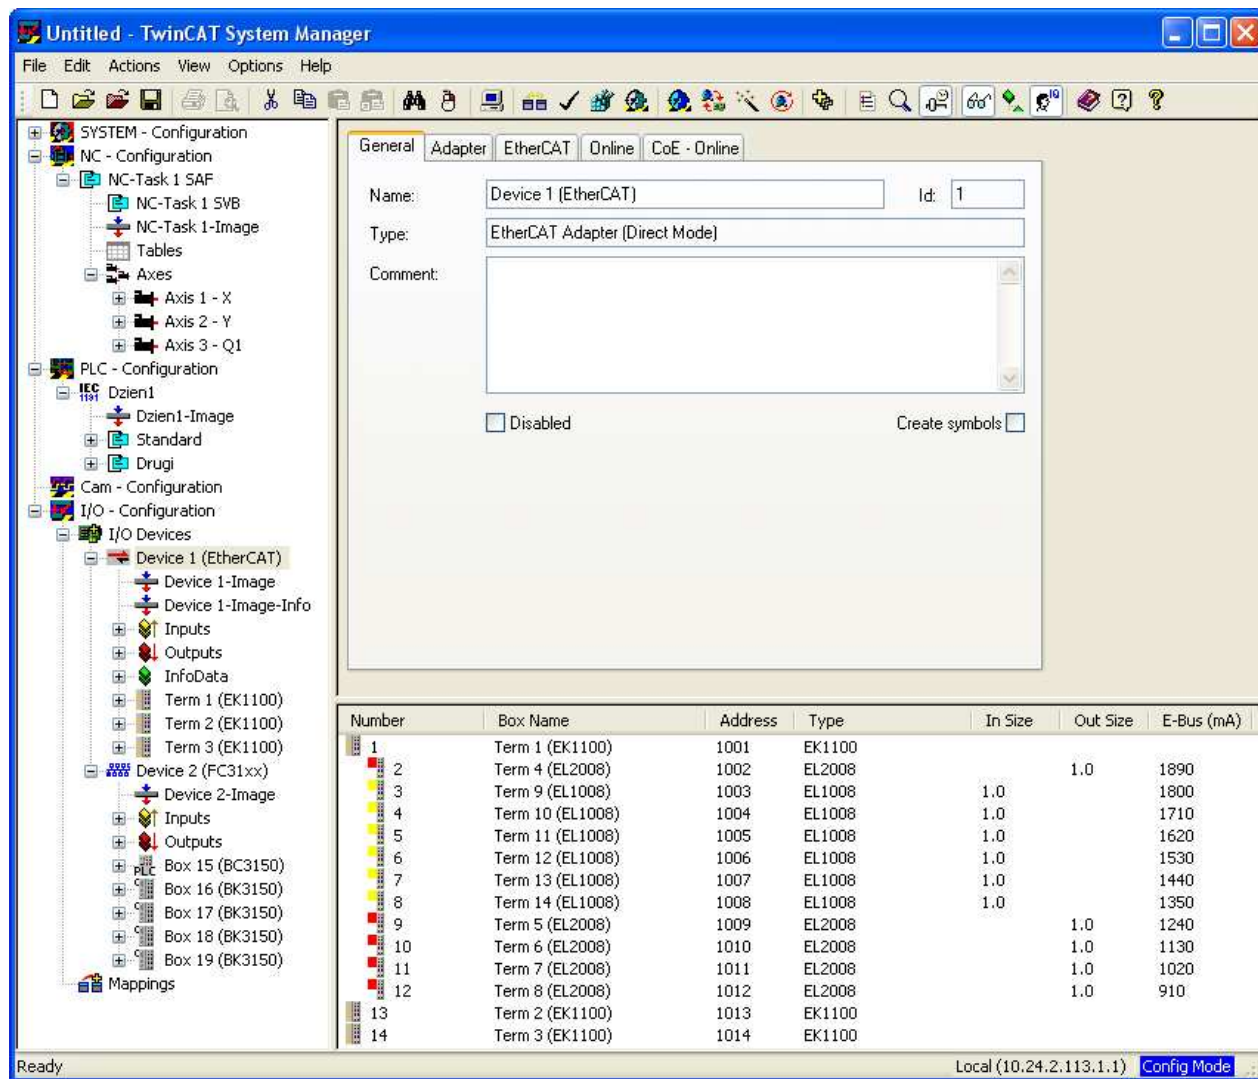 Untitled - TwinCAT System Manager
File Edit Actions View Options Help
SYSTEM - Configuration
NC - Configuration
NC-Task 1 SAF
NC-Task 1 SVB
NC-Task 1-Image
Tables
Axes
Axis 1 - X
Axis 2 - Y
Axis 3 - Q1
PLC - Configuration
IEC 1131 Dzien1
Dzien1-Image
Standard
Drugi
Cam - Configuration
I/O - Configuration
I/O Devices
Device 1 (EtherCAT)
Device 1-Image
Device 1-Image-Info
Inputs
Outputs
InfoData
Term 1 (EK1100)
Term 2 (EK1100)
Term 3 (EK1100)
Device 2 (FC31xx)
Device 2-Image
Inputs
Outputs
PLC Box 15 (BC3150)
Box 16 (BK3150)
Box 17 (BK3150)
Box 18 (BK3150)
Box 19 (BK3150)
Mappings
General Adapter EtherCAT Online CoE - Online
Name: Device 1 (EtherCAT) Id: 1
Type: EtherCAT Adapter (Direct Mode)
Comment:
Disabled Create symbols
Number Box Name Address Type In Size Out Size E-Bus (mA)
1 Term 1 (EK1100) 1001 EK1100
2 Term 4 (EL2008) 1002 EL2008 1.0 1890
3 Term 9 (EL1008) 1003 EL1008 1.0 1800
4 Term 10 (EL1008) 1004 EL1008 1.0 1710
5 Term 11 (EL1008) 1005 EL1008 1.0 1620
6 Term 12 (EL1008) 1006 EL1008 1.0 1530
7 Term 13 (EL1008) 1007 EL1008 1.0 1440
8 Term 14 (EL1008) 1008 EL1008 1.0 1350
9 Term 5 (EL2008) 1009 EL2008 1.0 1240
10 Term 6 (EL2008) 1010 EL2008 1.0 1130
11 Term 7 (EL2008) 1011 EL2008 1.0 1020
12 Term 8 (EL2008) 1012 EL2008 1.0 910
13 Term 2 (EK1100) 1013 EK1100
14 Term 3 (EK1100) 1014 EK1100
Ready Local (10.24.2.113.1.1) Config Mode